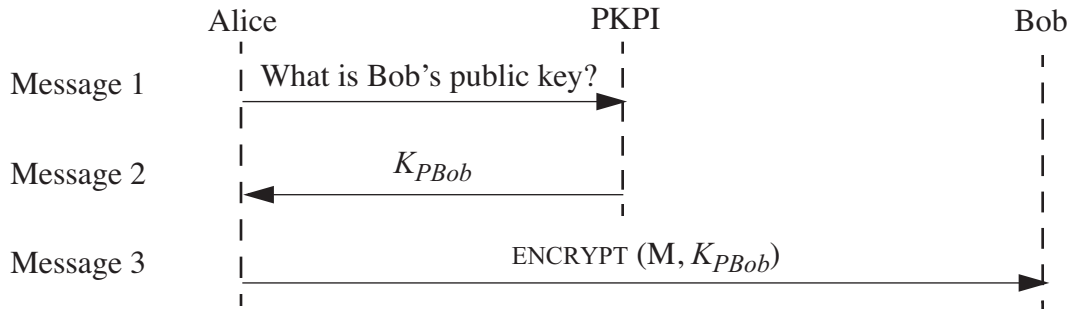 Alice PKPI Bob
Message 1 What is Bob’s public key?
Message 2 K_PBob
Message 3 ENCRYPT (M, K_PBob)